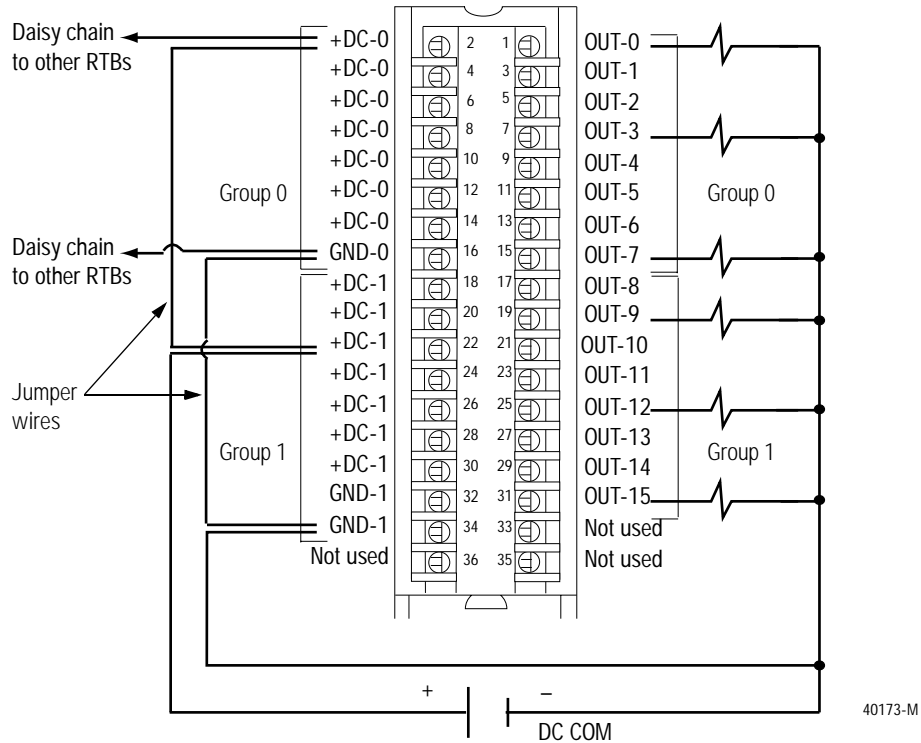 Daisy chain
to other RTBs
+DC-0 2 1 OUT-0
+DC-0 4 3 OUT-1
+DC-0 6 5 OUT-2
+DC-0 8 7 OUT-3
+DC-0 10 9 OUT-4
+DC-0 12 11 OUT-5
Group 0
Group 0
+DC-0 14 13 OUT-6
Daisy chain
to other RTBs
GND-0 16 15 OUT-7
+DC-1 18 17 OUT-8
+DC-1 20 19 OUT-9
+DC-1 22 21 OUT-10
+DC-1 24 23 OUT-11
Jumper
wires
+DC-1 26 25 OUT-12
+DC-1 28 27 OUT-13
Group 1
Group 1
+DC-1 30 29 OUT-14
GND-1 32 31 OUT-15
GND-1 34 33 Not used
Not used 36 35 Not used
+ –
DC COM
40173-M